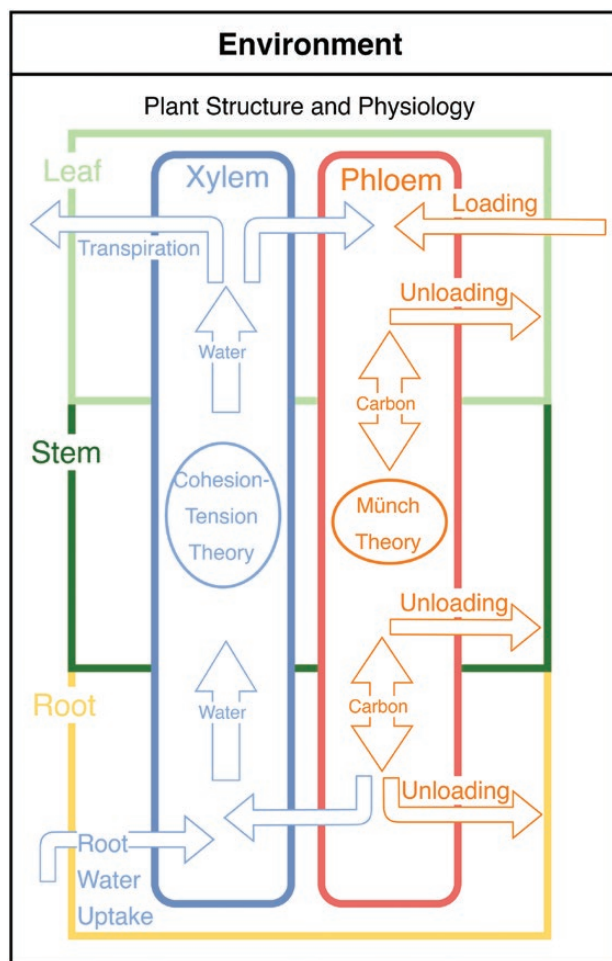 Environment
Plant Structure and Physiology
Leaf
Xylem
Phloem
Loading
Transpiration
Unloading
Water
Carbon
Stem
Cohesion-
Tension
Theory
Münch
Theory
Unloading
Root
Water
Carbon
Unloading
Root
Water
Uptake